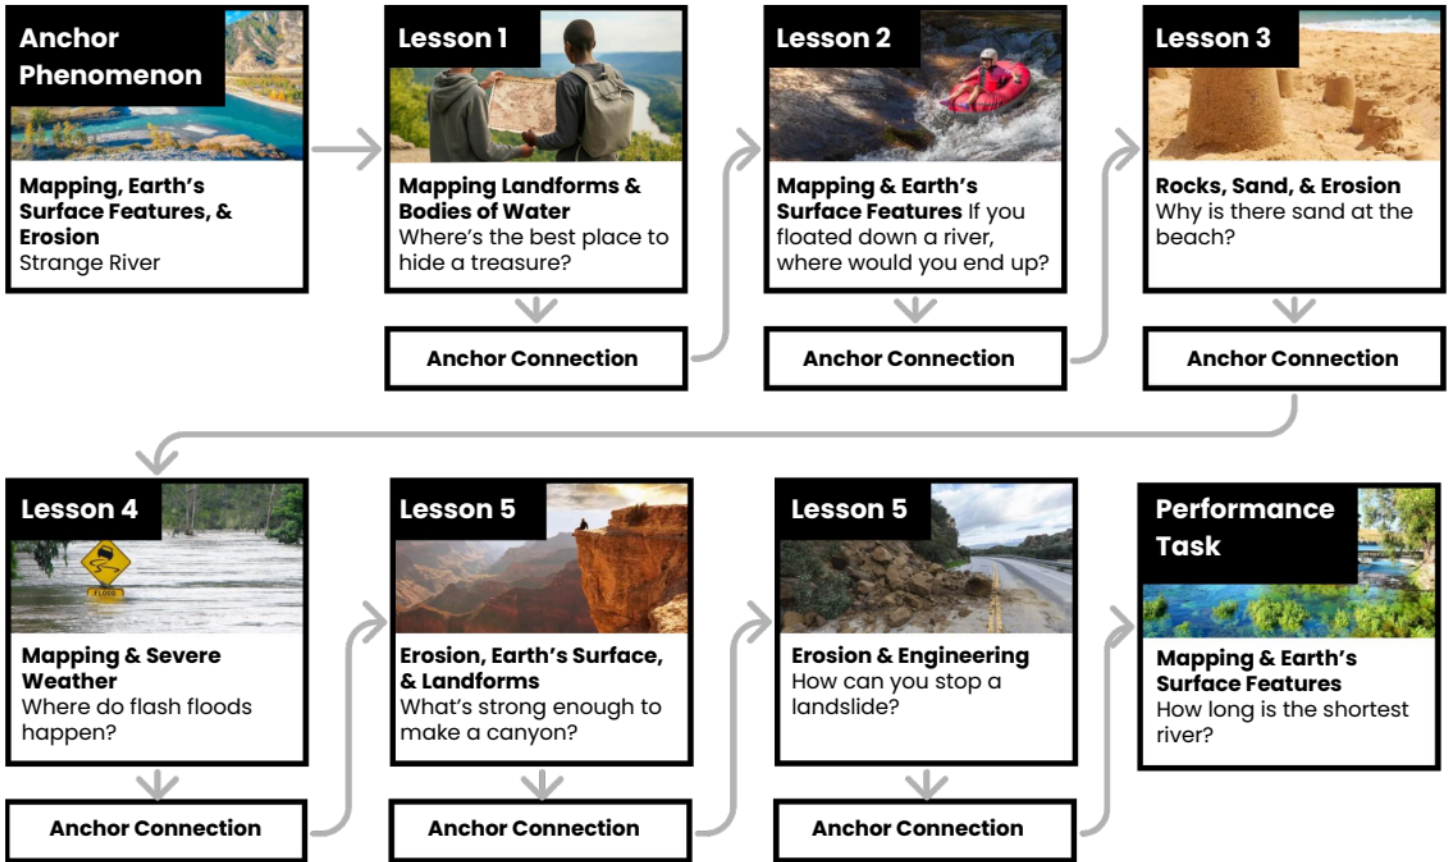 Anchor
Phenomenon
Mapping, Earth's
Surface Features, &
Erosion
Strange River
Lesson 1
Mapping Landforms &
Bodies of Water
Where's the best place to
hide a treasure?
Anchor Connection
Lesson 2
Mapping & Earth's
Surface Features If you
floated down a river,
where would you end up?
Anchor Connection
Lesson 3
Rocks, Sand, & Erosion
Why is there sand at the
beach?
Anchor Connection
Lesson 4
FLOOD
Mapping & Severe
Weather
Where do flash floods
happen?
Anchor Connection
Lesson 5
Erosion, Earth's Surface,
& Landforms
What's strong enough to
make a canyon?
Anchor Connection
Lesson 5
Erosion & Engineering
How can you stop a
landslide?
Anchor Connection
Performance
Task
Mapping & Earth's
Surface Features
How long is the shortest
river?